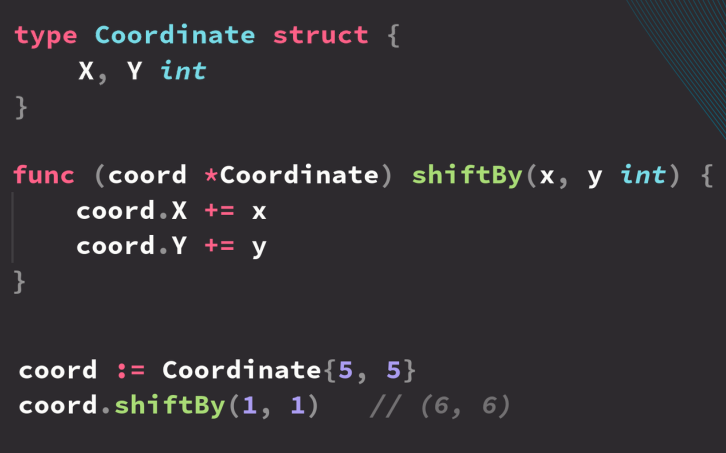 type Coordinate struct {
    X, Y int
}
func (coord *Coordinate) shiftBy(x, y int) {
    coord.X += x
    coord.Y += y
}
coord := Coordinate{5, 5}
coord.shiftBy(1, 1)   // (6, 6)